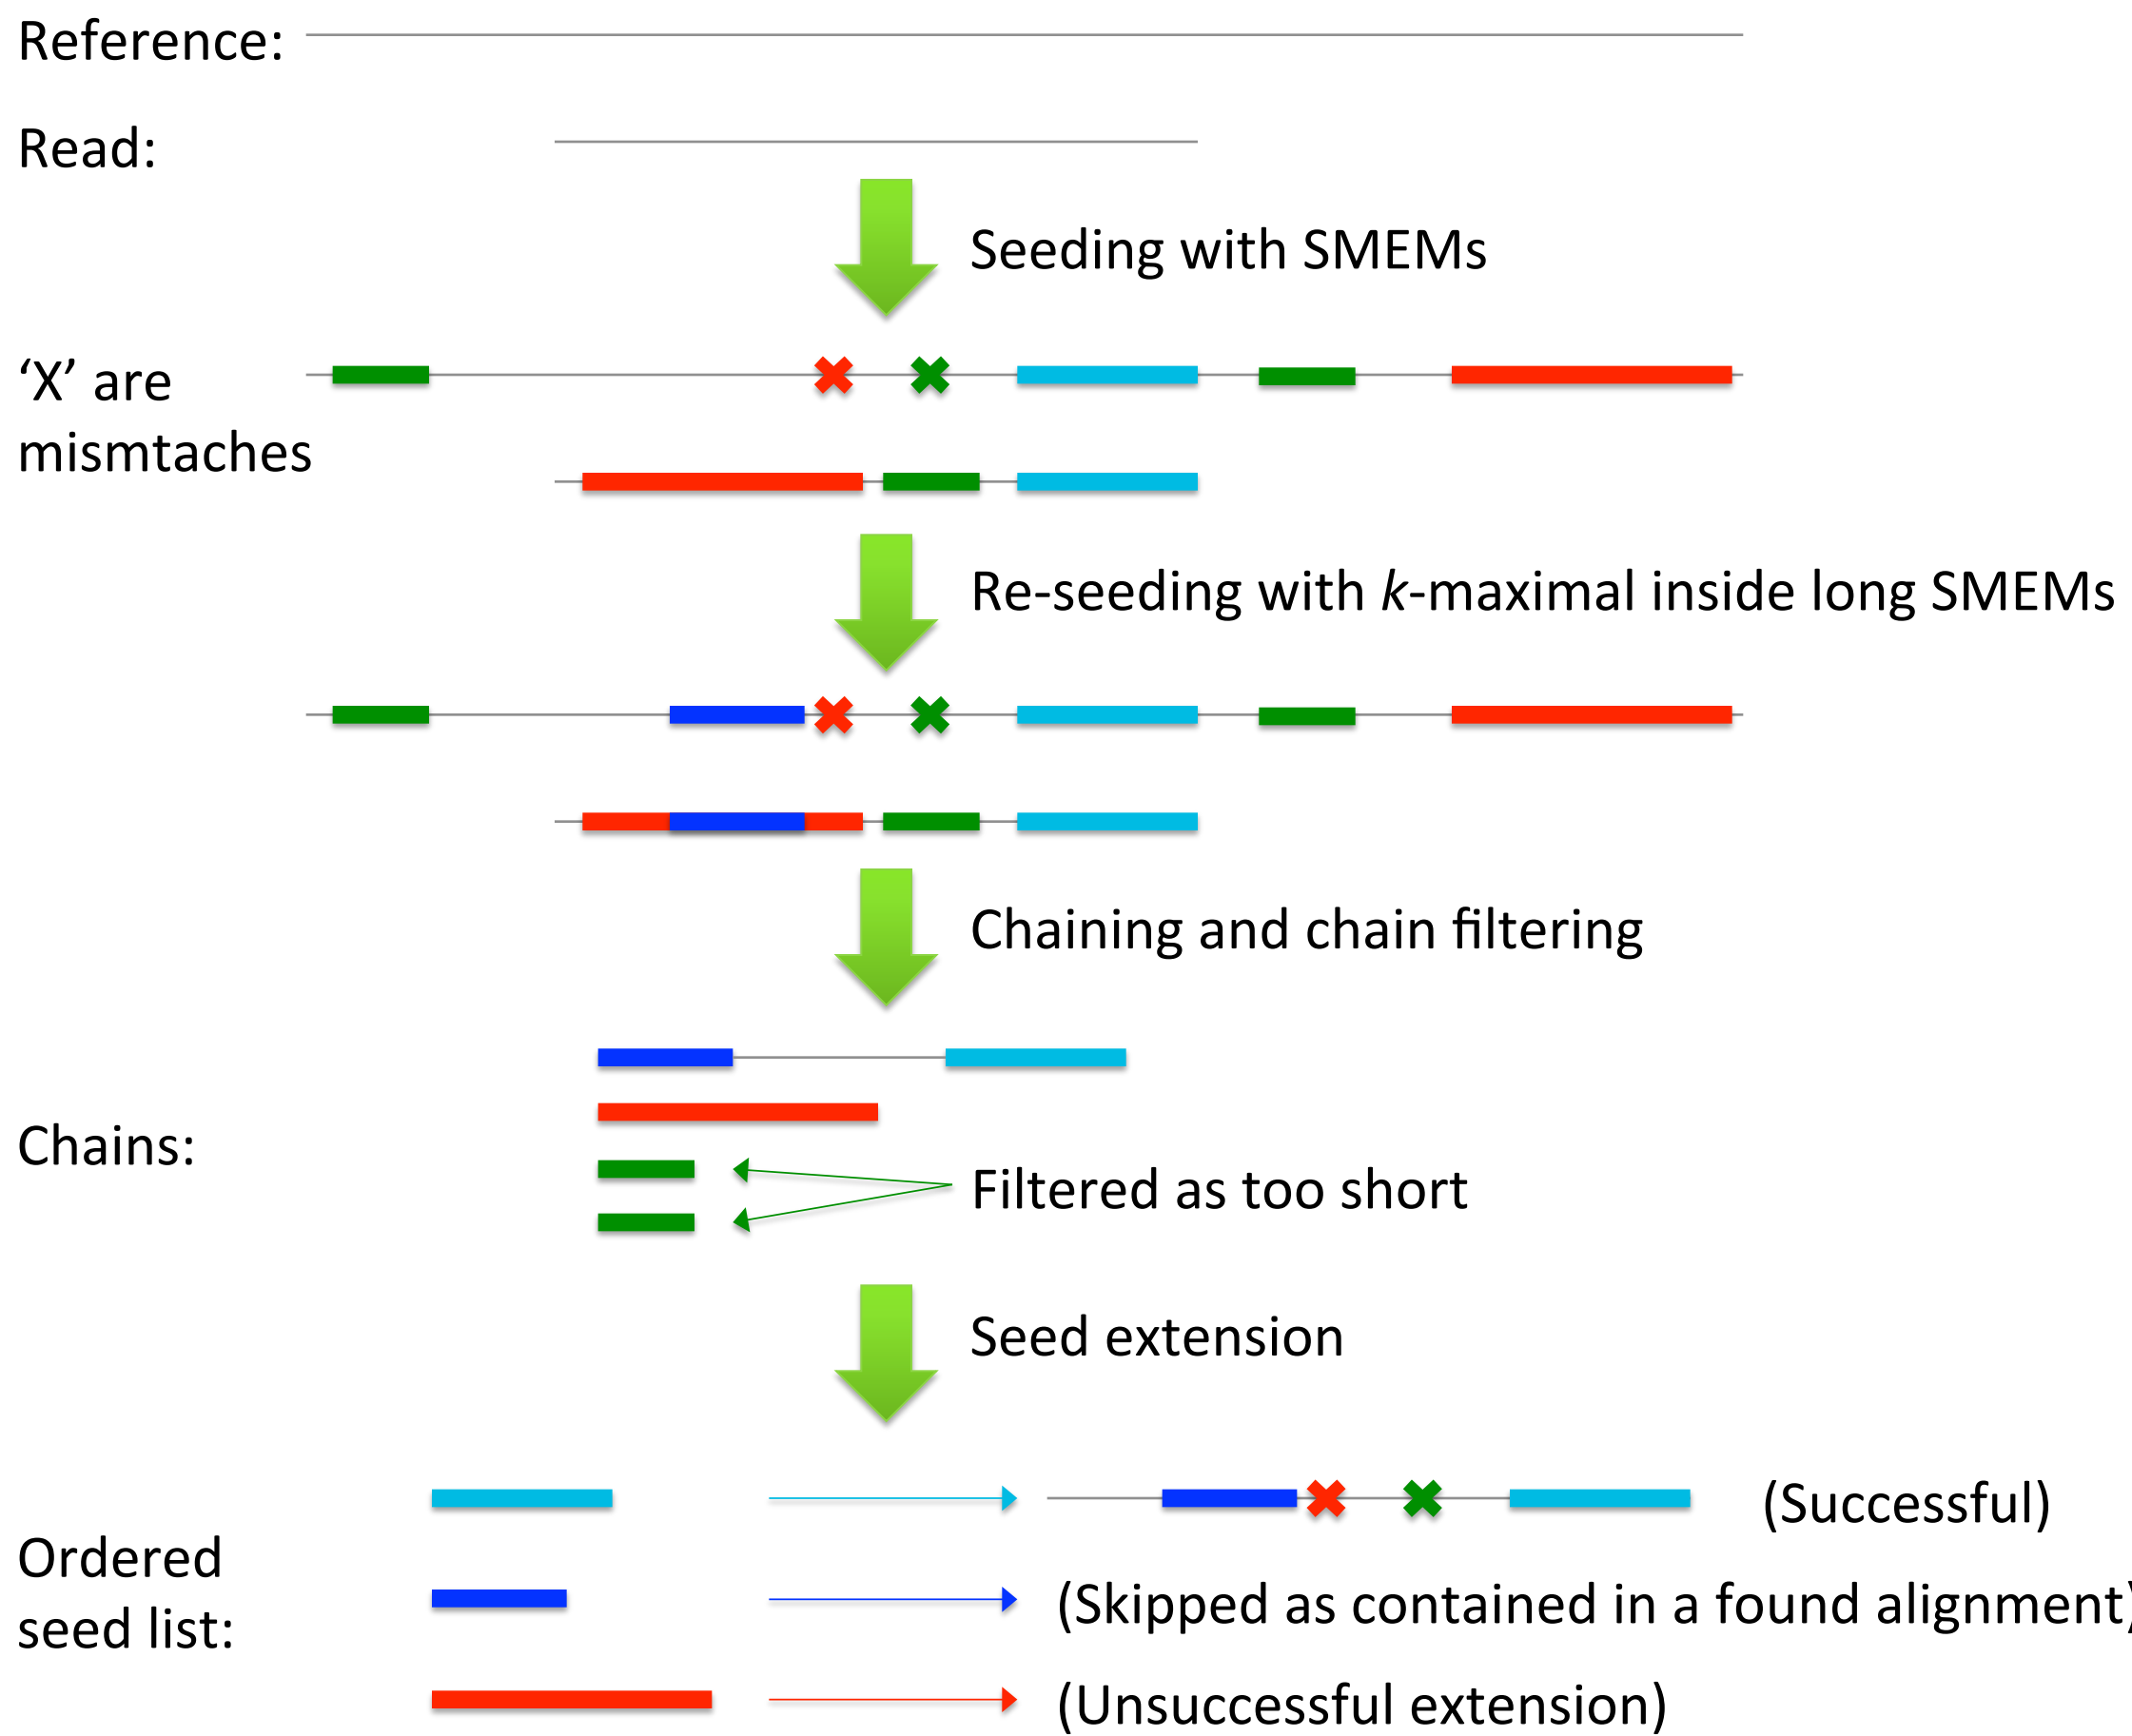 Reference:
Read:
Seeding with SMEMs
‘X’ are
mismtaches
Re-seeding with k-maximal inside long SMEMs
Chaining and chain filtering
Chains:
Filtered as too short
Seed extension
(Successful)
Ordered
seed list:
(Skipped as contained in a found alignment)
(Unsuccessful extension)